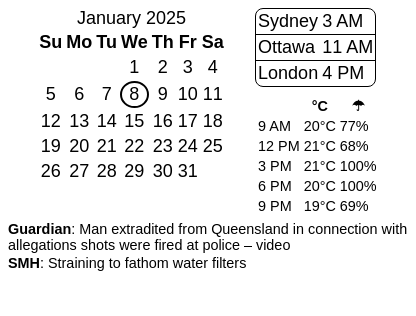 January 2025
Su Mo Tu We Th Fr Sa
1 2 3 4
5 6 7 8 9 10 11
12 13 14 15 16 17 18
19 20 21 22 23 24 25
26 27 28 29 30 31
Sydney 3 AM
Ottawa 11 AM
London 4 PM
°C ☂
9 AM 20°C 77%
12 PM 21°C 68%
3 PM 21°C 100%
6 PM 20°C 100%
9 PM 19°C 69%
Guardian: Man extradited from Queensland in connection with
allegations shots were fired at police – video
SMH: Straining to fathom water filters